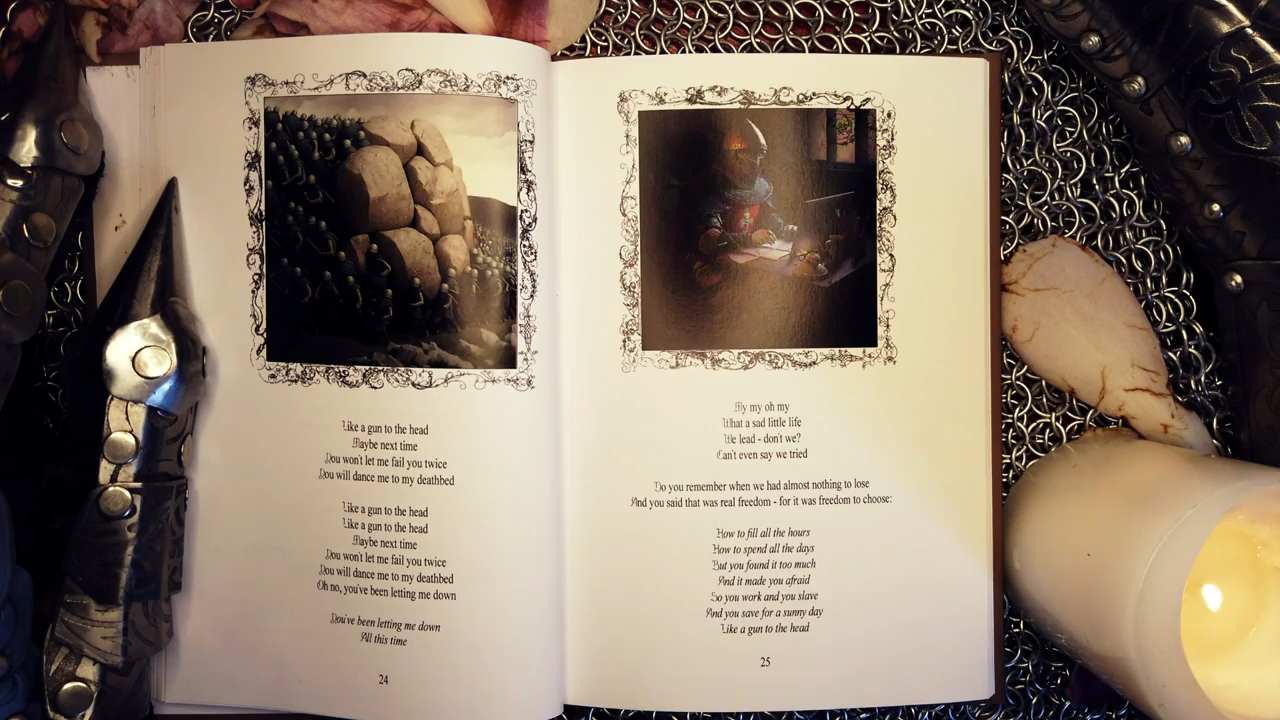 Like a gun to the head
Maybe next time
You won't let me fail you twice
You will dance me to my deathbed
Like a gun to the head
Like a gun to the head
Maybe next time
You won't let me fail you twice
You will dance me to my deathbed
Oh no, you've been letting me down
You've been letting me down
All this time
24
My my oh my
What a sad little life
We lead - don't we?
Can't even say we tried
Do you remember when we had almost nothing to lose
And you said that was real freedom - for it was freedom to choose:
How to fill all the hours
How to spend all the days
But you found it too much
And it made you afraid
So you work and you slave
And you save for a sunny day
Like a gun to the head
25